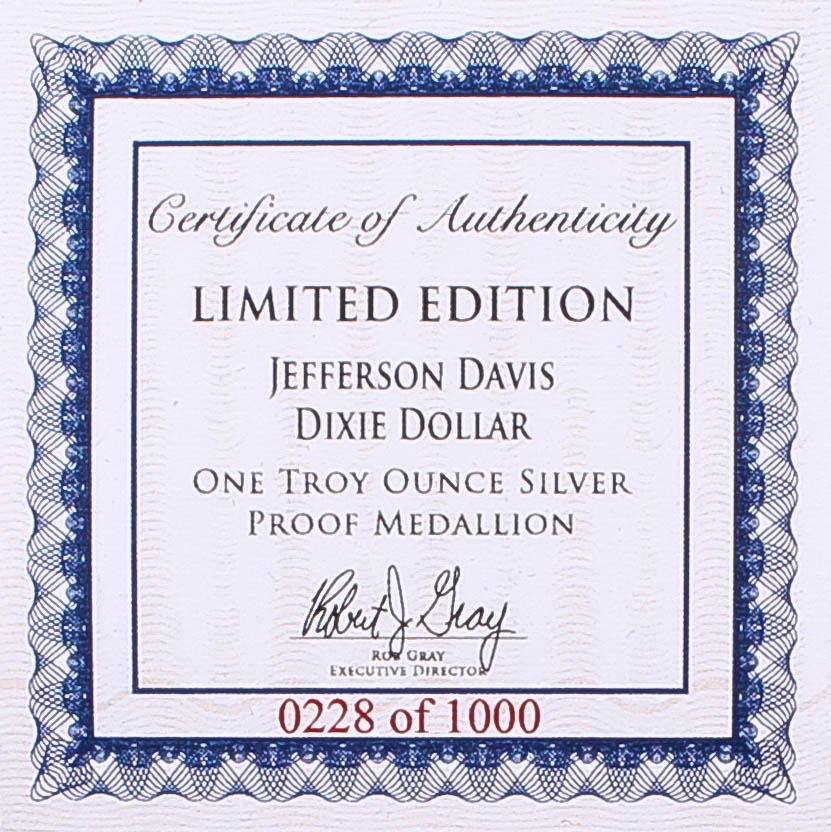 Certificate of Authenticity
LIMITED EDITION
JEFFERSON DAVIS
DIXIE DOLLAR
ONE TROY OUNCE SILVER
PROOF MEDALLION
Robert J. Gray
ROB GRAY
EXECUTIVE DIRECTOR
0228 of 1000